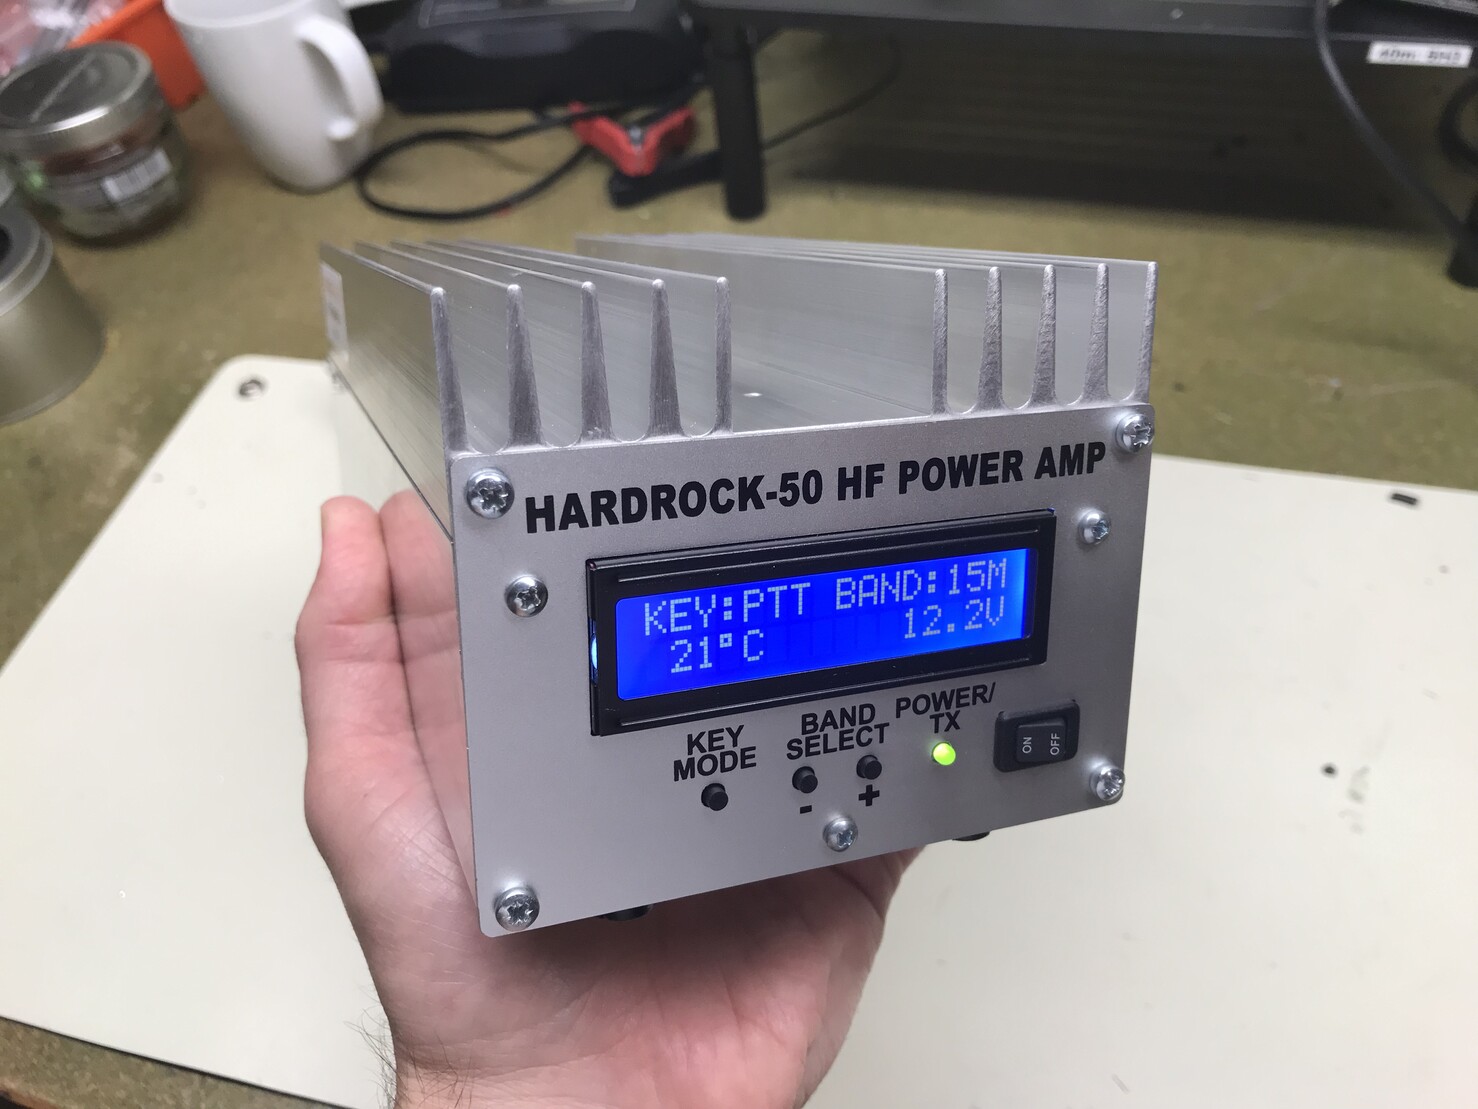 HARDROCK-50 HF POWER AMP
KEY:PTT BAND:15M
21°C 12.2V
KEY
MODE
BAND
SELECT
- +
POWER/
TX
ON
OFF